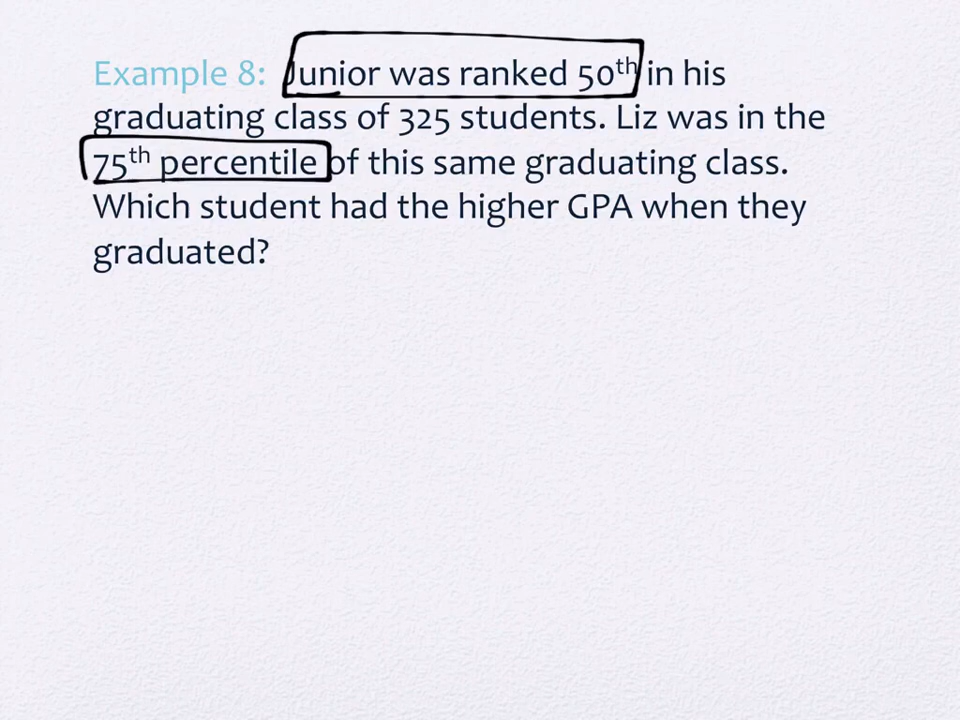 Example 8: Junior was ranked 50th in his
graduating class of 325 students. Liz was in the
75th percentile of this same graduating class.
Which student had the higher GPA when they
graduated?